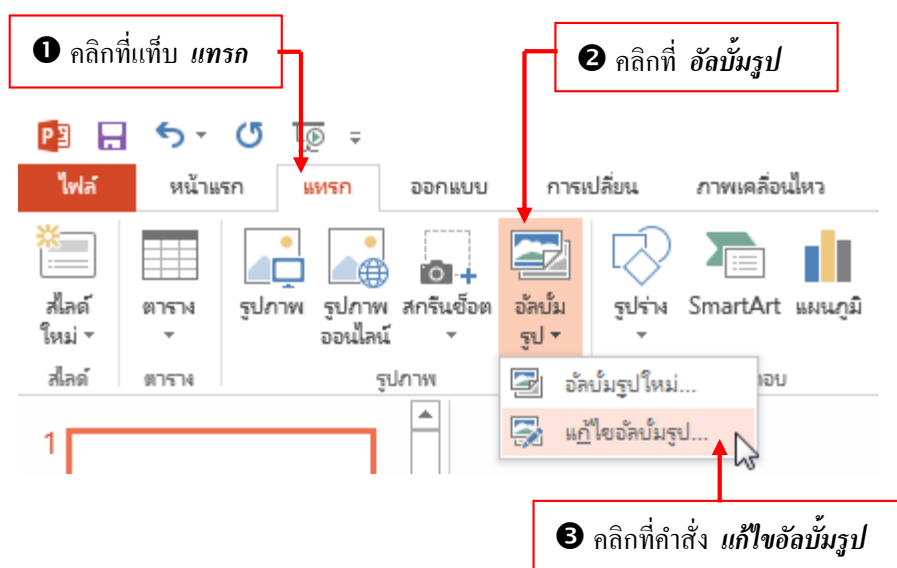 ❶ คลิกที่แท็บ แทรก
❷ คลิกที่ อัลบั้มรูป
ไฟล์ หน้าแรก แทรก ออกแบบ การเปลี่ยน ภาพเคลื่อนไหว
สไลด์ใหม่ ตาราง รูปภาพ รูปภาพออนไลน์ สกรีนช็อต อัลบั้มรูป รูปร่าง SmartArt แผนภูมิ
สไลด์ ตาราง รูปภาพ
อัลบั้มรูปใหม่...
แก้ไขอัลบั้มรูป...
1
❸ คลิกที่คำสั่ง แก้ไขอัลบั้มรูป